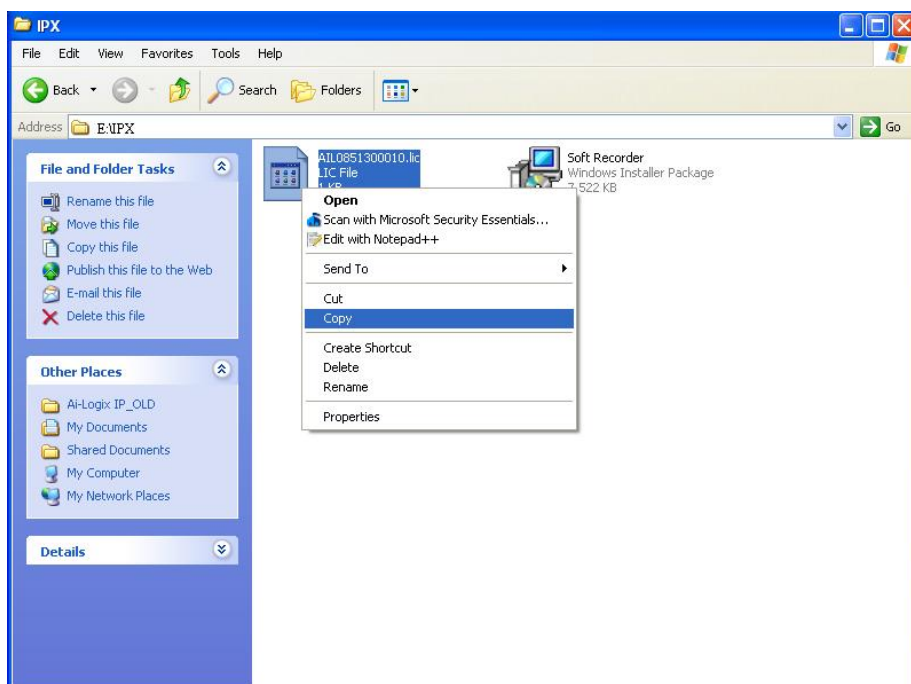 IPX
File Edit View Favorites Tools Help
Back Search Folders
Address E:\IPX Go
File and Folder Tasks
Rename this file
Move this file
Copy this file
Publish this file to the Web
E-mail this file
Delete this file
Other Places
Ai-Logix IP_OLD
My Documents
Shared Documents
My Computer
My Network Places
Details
AIL0851300010.lic
LIC File
1 KB
Soft Recorder
Windows Installer Package
7,522 KB
Open
Scan with Microsoft Security Essentials...
Edit with Notepad++
Send To
Cut
Copy
Create Shortcut
Delete
Rename
Properties